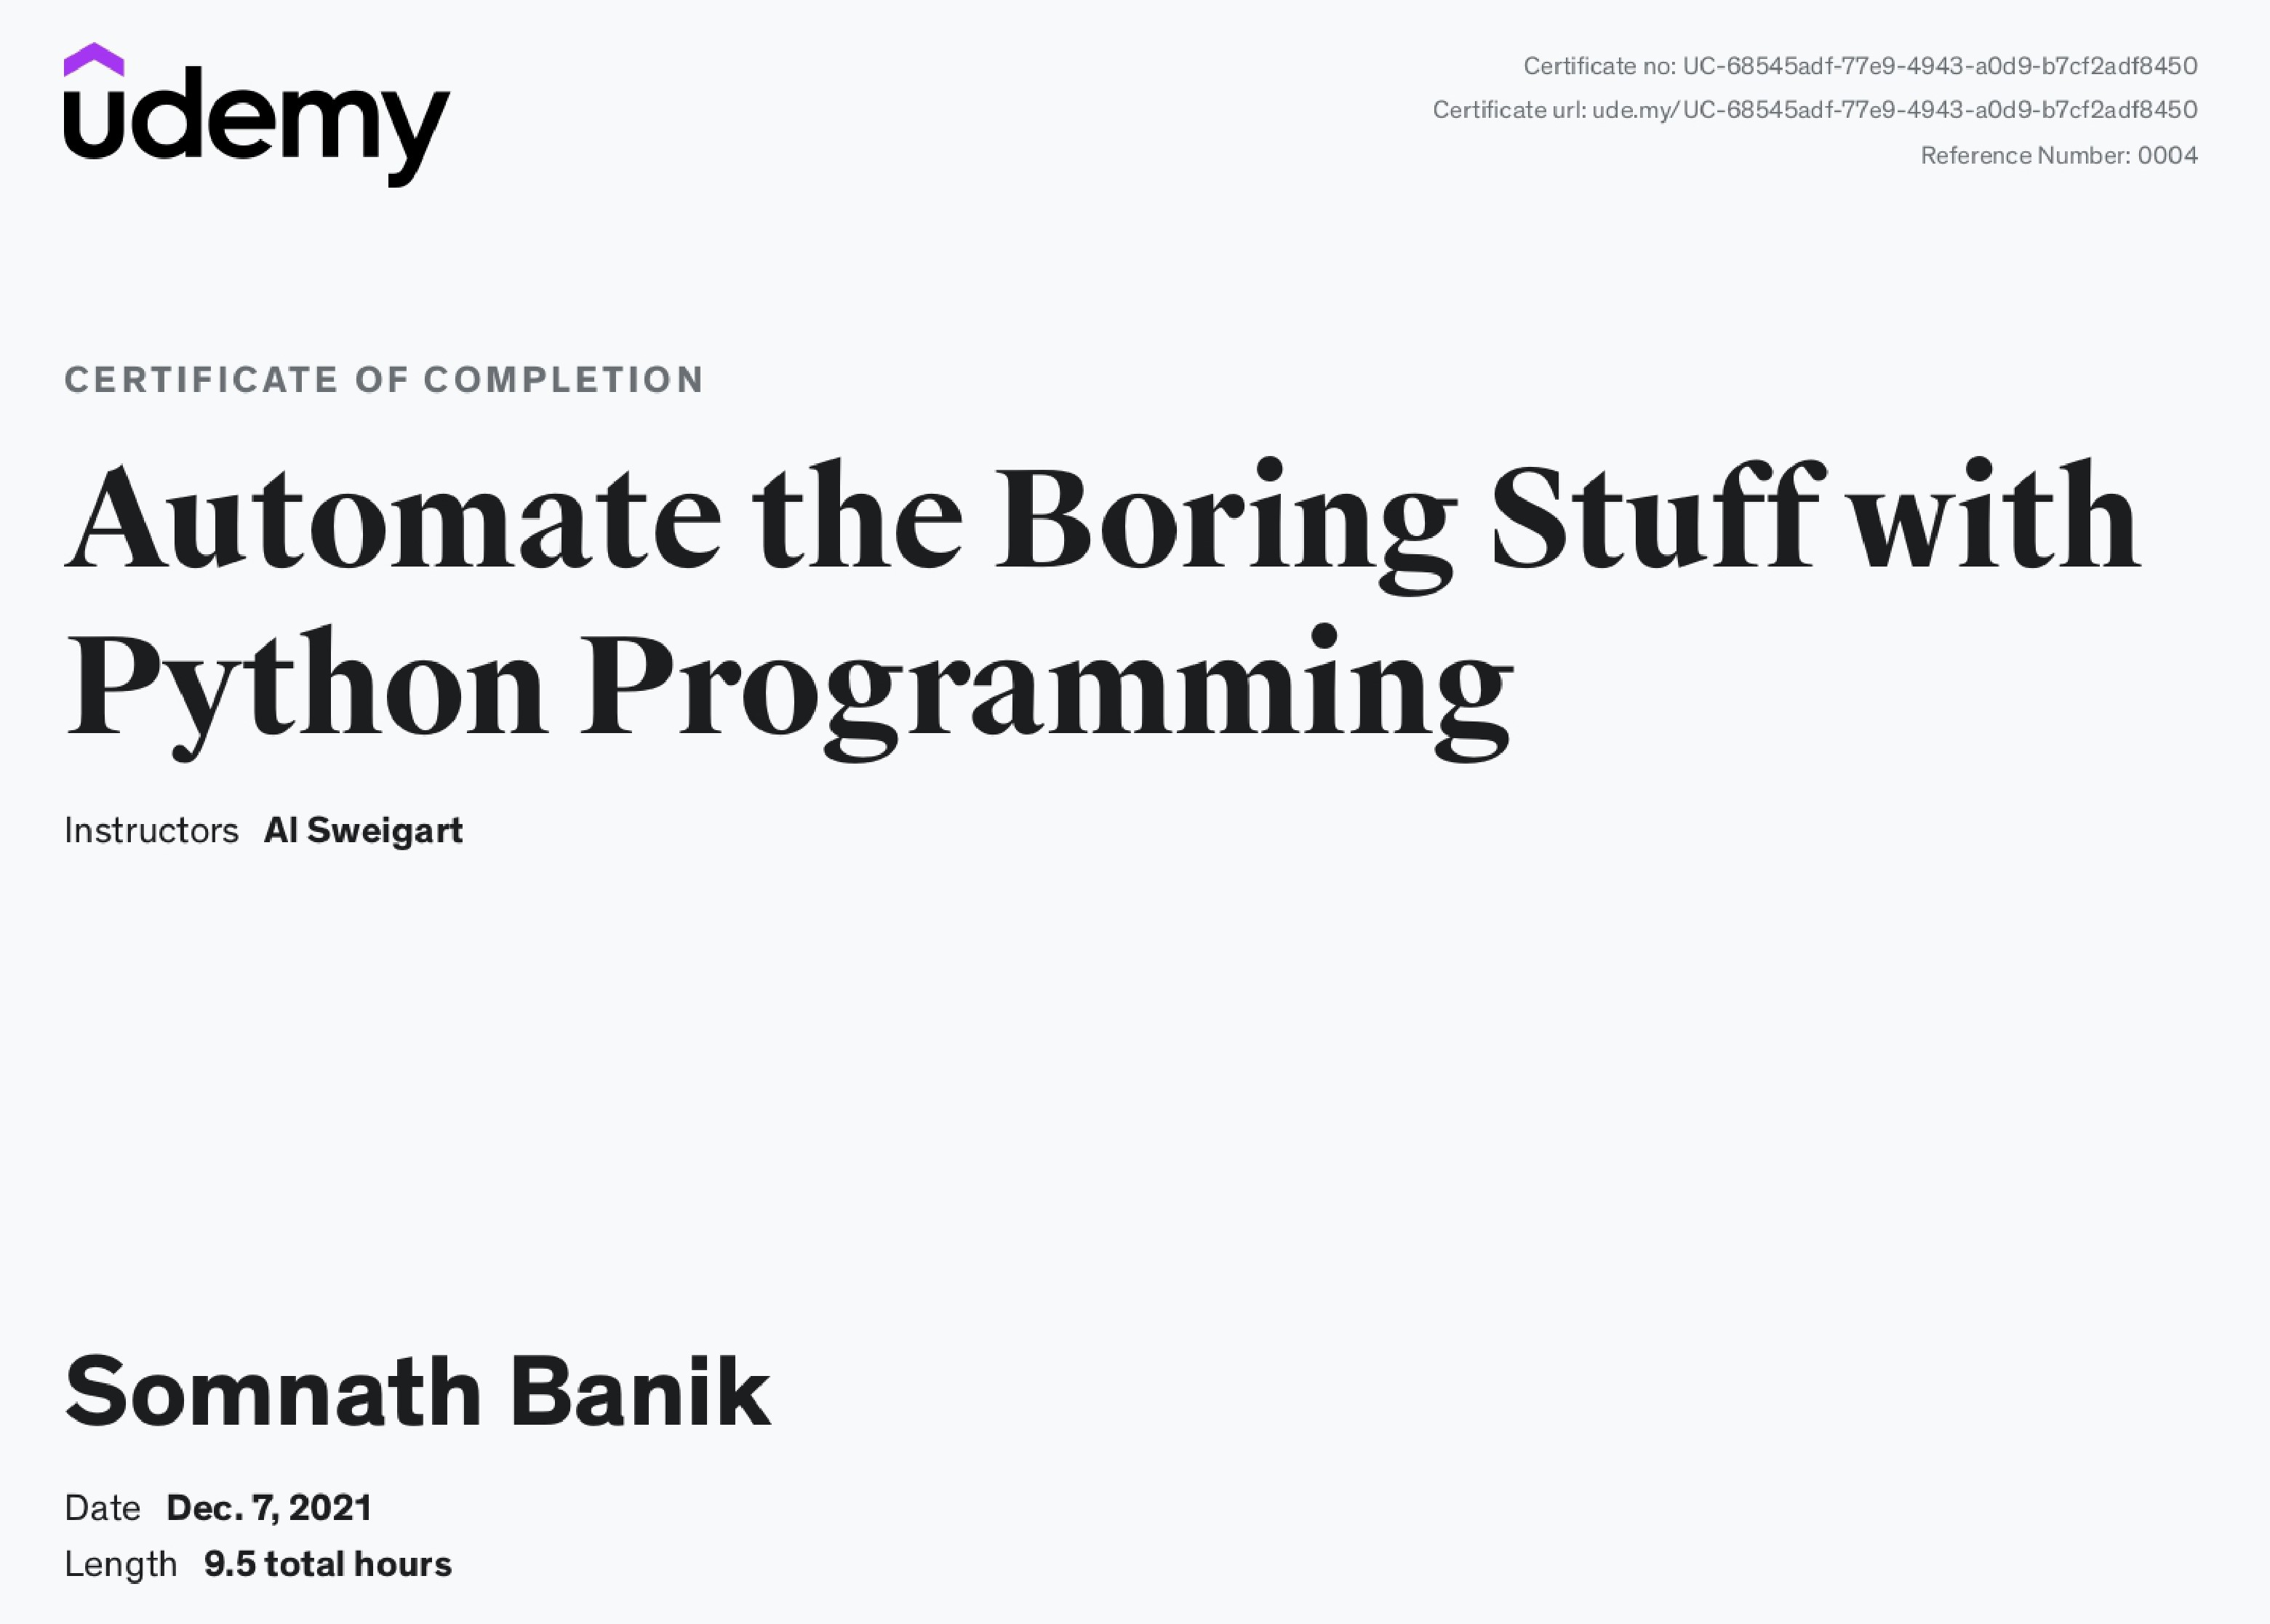 udemy
Certificate no: UC-68545adf-77e9-4943-a0d9-b7cf2adf8450
Certificate url: ude.my/UC-68545adf-77e9-4943-a0d9-b7cf2adf8450
Reference Number: 0004
CERTIFICATE OF COMPLETION
Automate the Boring Stuff with
Python Programming
Instructors Al Sweigart
Somnath Banik
Date Dec. 7, 2021
Length 9.5 total hours